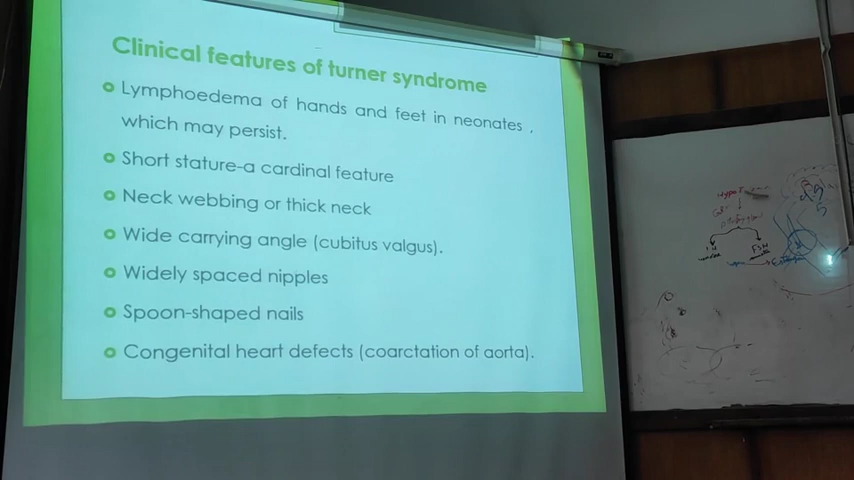 Clinical features of turner syndrome
Lymphoedema of hands and feet in neonates ,
which may persist.
Short stature-a cardinal feature
Neck webbing or thick neck
Wide carrying angle (cubitus valgus).
Widely spaced nipples
Spoon-shaped nails
Congenital heart defects (coarctation of aorta).
FSH